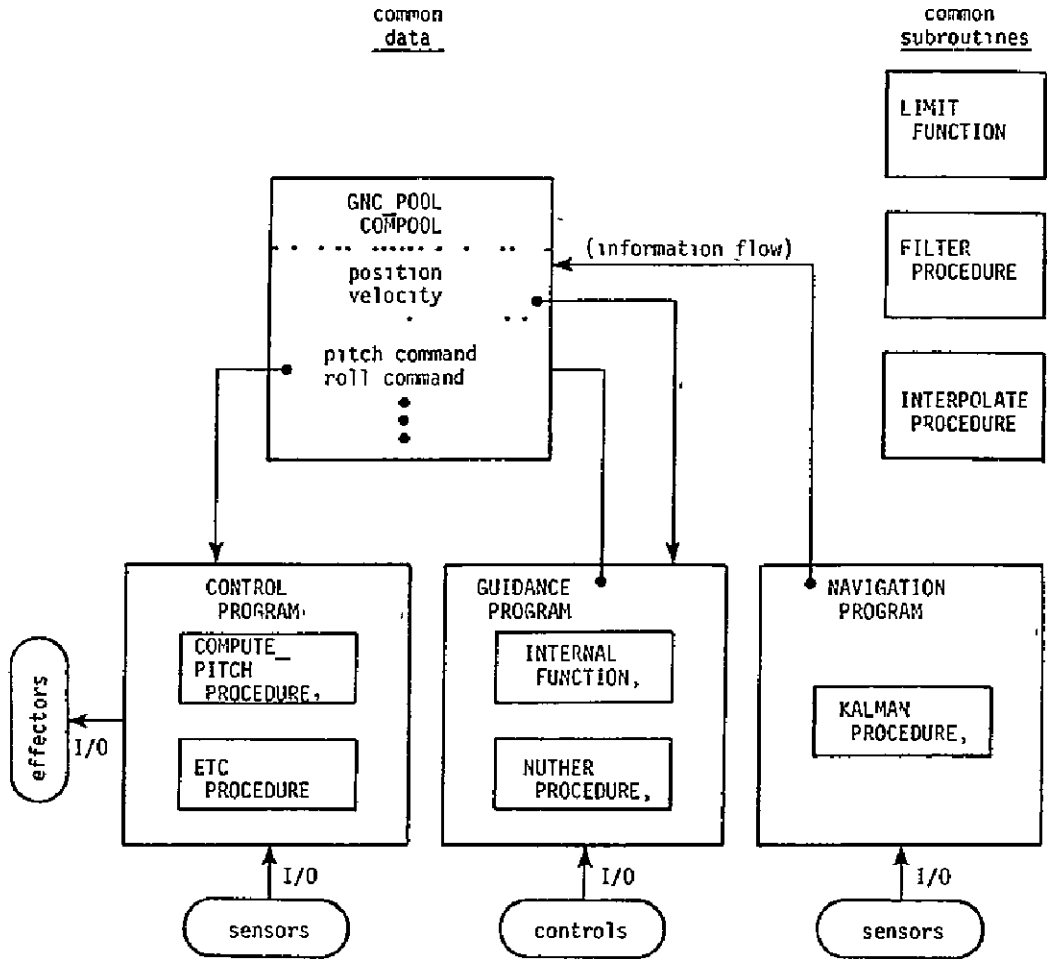 common
data
common
subroutines
LIMIT
FUNCTION
GNC_POOL
COMPOOL
(information flow)
FILTER
PROCEDURE
position
velocity
pitch command
roll command
INTERPOLATE
PROCEDURE
CONTROL
PROGRAM
GUIDANCE
PROGRAM
NAVIGATION
PROGRAM
COMPUTE_
PITCH
PROCEDURE,
INTERNAL
FUNCTION,
KALMAN
PROCEDURE,
effectors
I/O
ETC
PROCEDURE
NUTHER
PROCEDURE,
I/O
I/O
I/O
sensors
controls
sensors